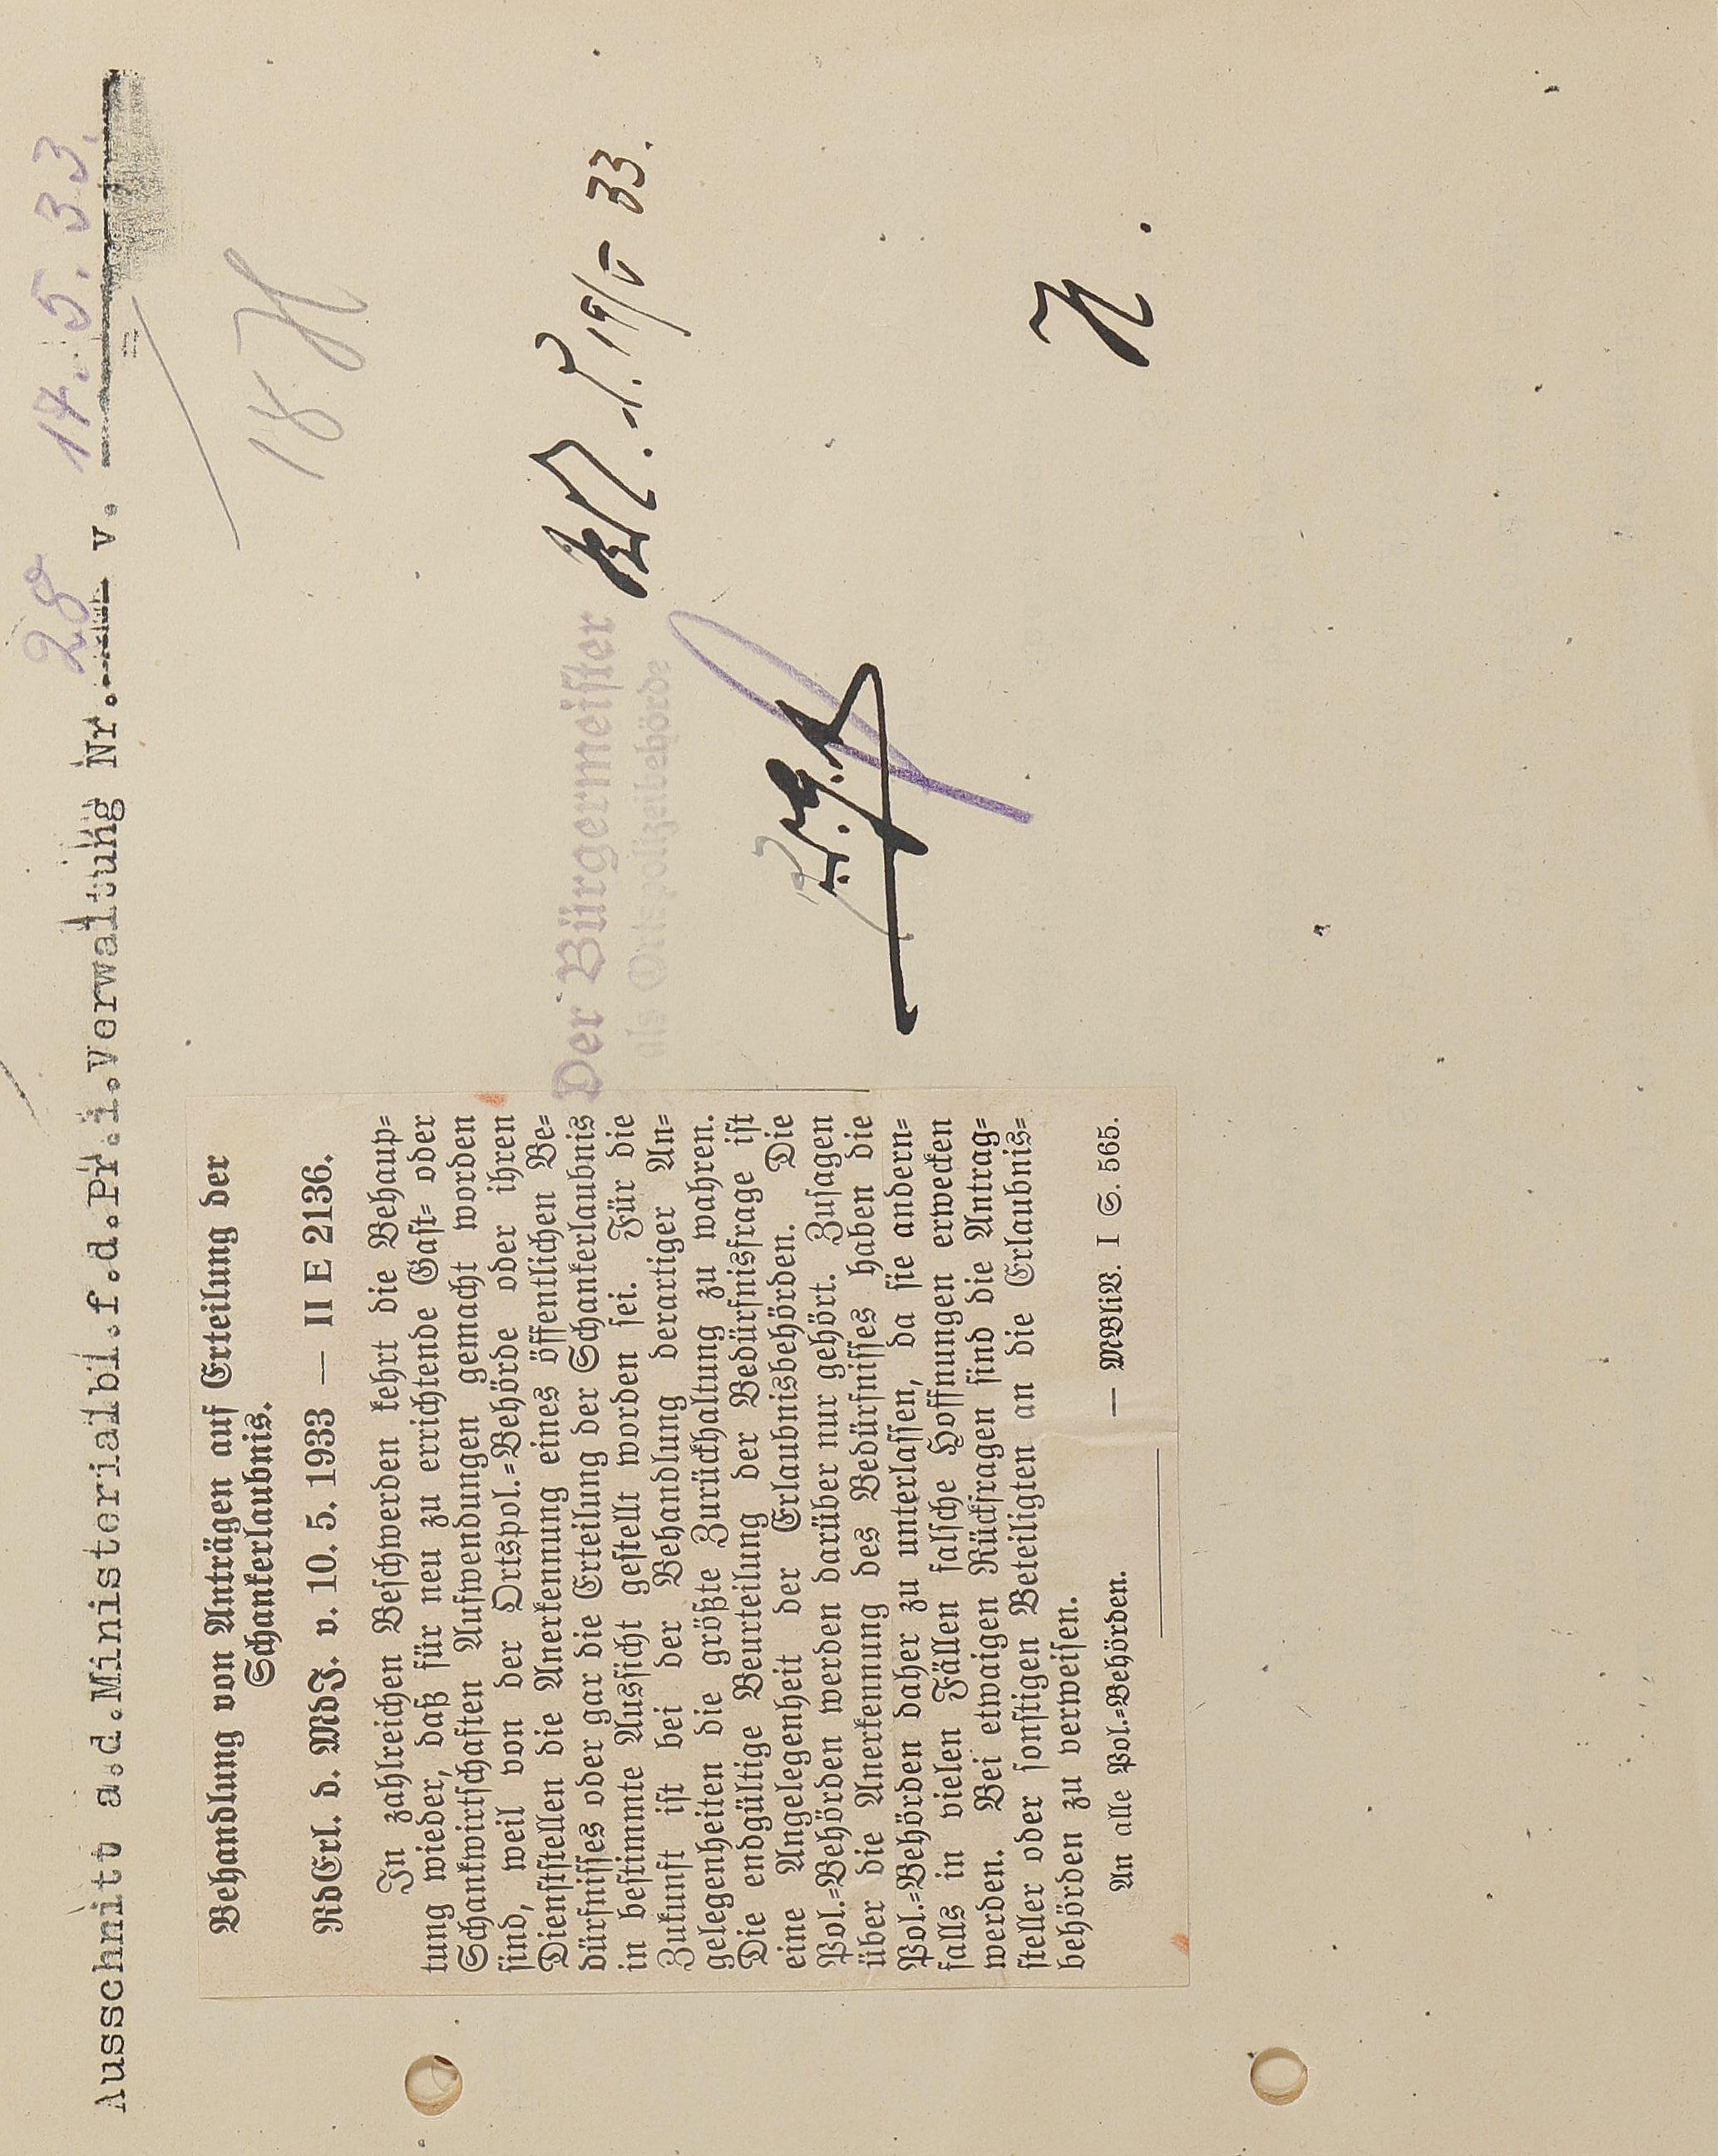 Ausschnitt a.d.Ministerialbl.f.d.Pr.i.Verwaltung Nr. 28 v. 17. 5. 33.
18
Behandlung von Anträgen auf Erteilung der
Schankerlaubnis.
RdErl. d. MdJ. v. 10. 5. 1933 — II E 2136.
In zahlreichen Beschwerden kehrt die Behaup-
tung wieder, daß für neu zu errichtende Gast- oder
Schankwirtschaften Aufwendungen gemacht worden
sind, weil von der Ortspol.-Behörde oder ihren
Dienststellen die Anerkennung eines öffentlichen Be-
dürfnisses oder gar die Erteilung der Schankerlaubnis
in bestimmte Aussicht gestellt worden sei. Für die
Zukunft ist bei der Behandlung derartiger An-
gelegenheiten die größte Zurückhaltung zu wahren.
Die endgültige Beurteilung der Bedürfnisfrage ist
eine Angelegenheit der Erlaubnisbehörden. Die
Pol.-Behörden werden darüber nur gehört. Zusagen
über die Anerkennung des Bedürfnisses haben die
Pol.-Behörden daher zu unterlassen, da sie andern-
falls in vielen Fällen falsche Hoffnungen erwecken
werden. Bei etwaigen Rückfragen sind die Antrag-
steller oder sonstigen Beteiligten an die Erlaubnis-
behörden zu verweisen.
An alle Pol.-Behörden.
— MBliV. I S. 565.
Der Bürgermeister
als Ortspolizeibehörde
19/V 33.